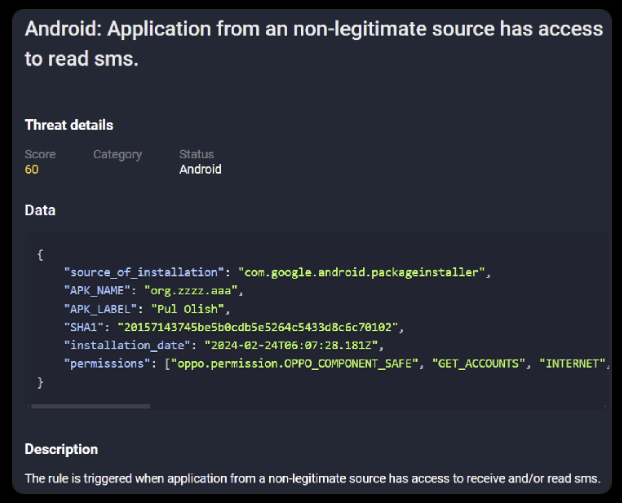 Android: Application from an non-legitimate source has access
to read sms.
Threat details
Score Category Status
60 Android
Data
{
"source_of_installation": "com.google.android.packageinstaller",
"APK_NAME": "org.zzzz.aaa",
"APK_LABEL": "Pul Olish",
"SHA1": "20157143745be5b0cdb5e5264c5433d8c6c70102",
"installation_date": "2024-02-24T06:07:28.181Z",
"permissions": ["oppo.permission.OPPO_COMPONENT_SAFE", "GET_ACCOUNTS", "INTERNET",
}
Description
The rule is triggered when application from a non-legitimate source has access to receive and/or read sms.